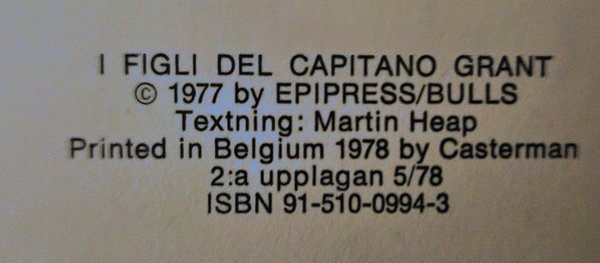 I FIGLI DEL CAPITANO GRANT
© 1977 by EPIPRESS/BULLS
Textning: Martin Heap
Printed in Belgium 1978 by Casterman
2:a upplagan 5/78
ISBN 91-510-0994-3